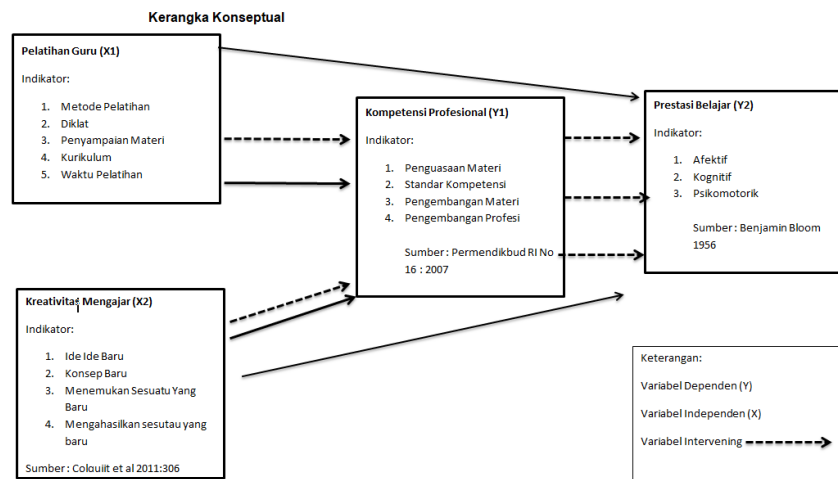 Kerangka Konseptual
Pelatihan Guru (X1)
Indikator:
1. Metode Pelatihan
2. Diklat
3. Penyampaian Materi
4. Kurikulum
5. Waktu Pelatihan
Kompetensi Profesional (Y1)
Indikator:
1. Penguasaan Materi
2. Standar Kompetensi
3. Pengembangan Materi
4. Pengembangan Profesi
Sumber : Permendikbud RI No
16 : 2007
Prestasi Belajar (Y2)
Indikator:
1. Afektif
2. Kognitif
3. Psikomotorik
Sumber : Benjamin Bloom
1956
Kreativitas Mengajar (X2)
Indikator:
1. Ide Ide Baru
2. Konsep Baru
3. Menemukan Sesuatu Yang
Baru
4. Mengahasilkan sesutau yang
baru
Sumber : Colquitt et al 2011:306
Keterangan:
Variabel Dependen (Y)
Variabel Independen (X)
Variabel Intervening